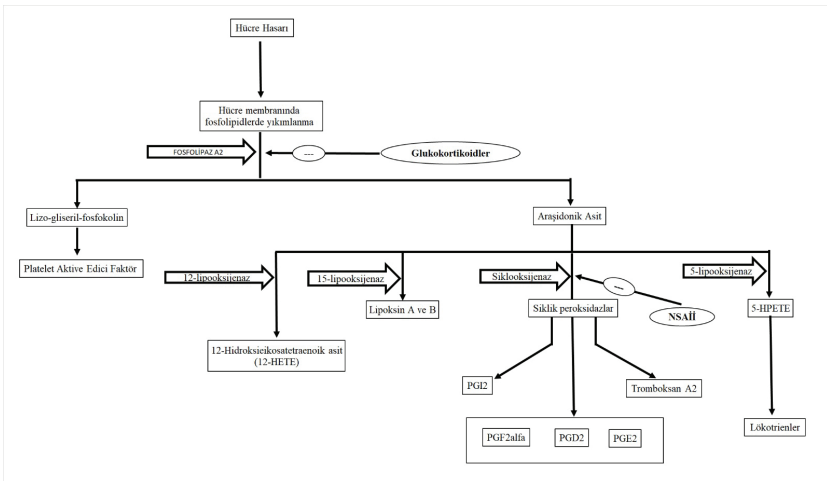 Hücre Hasarı
Hücre membranında
fosfolipidlerde yıkımlanma
FOSFOLİPAZ A2
---
Glukokortikoidler
Lizo-gliseril-fosfokolin
Araşidonik Asit
Platelet Aktive Edici Faktör
12-lipooksijenaz
15-lipooksijenaz
Siklooksijenaz
---
5-lipooksijenaz
Lipoksin A ve B
Siklik peroksidazlar
NSAİİ
5-HPETE
12-Hidroksieikosatetraenoik asit
(12-HETE)
PGI2
Tromboksan A2
PGF2alfa
PGD2
PGE2
Lökotrienler